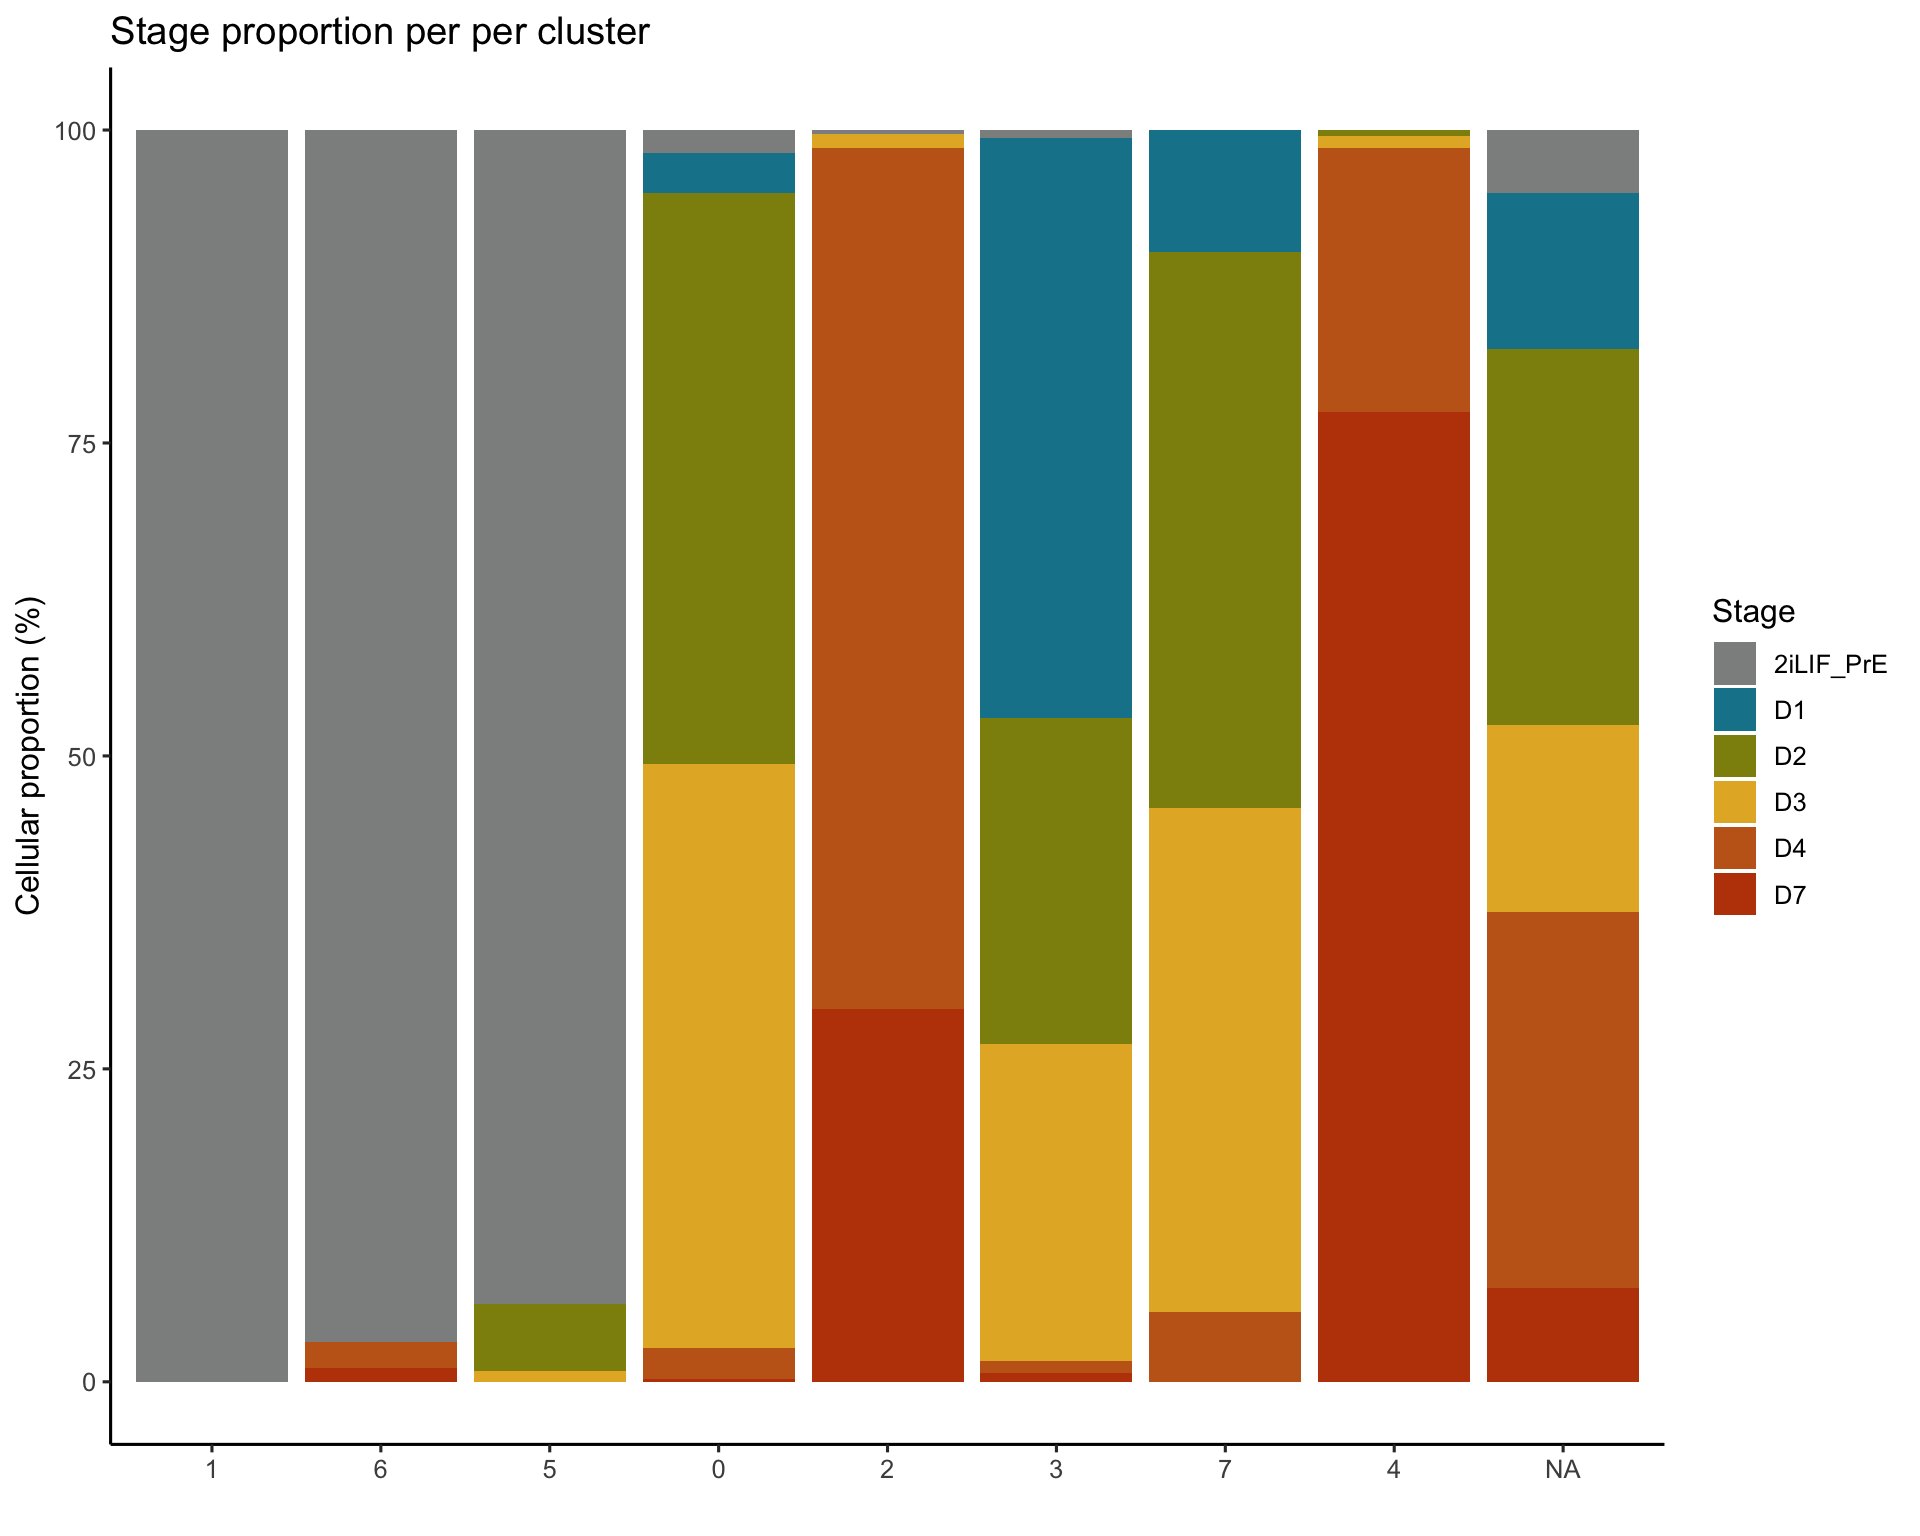 Stage proportion per per cluster
Cellular proportion (%)
100
75
50
25
0
1
6
5
0
2
3
7
4
NA
Stage
2iLIF_PrE
D1
D2
D3
D4
D7